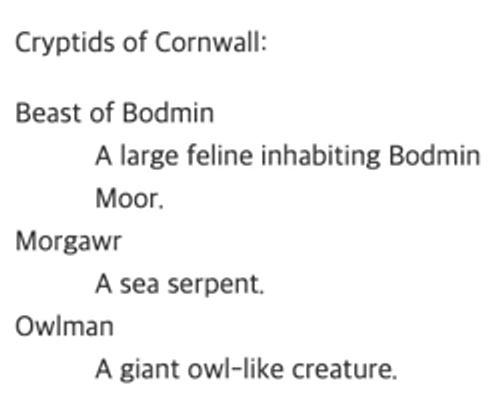 Cryptids of Cornwall:
Beast of Bodmin
A large feline inhabiting Bodmin
Moor.
Morgawr
A sea serpent.
Owlman
A giant owl-like creature.